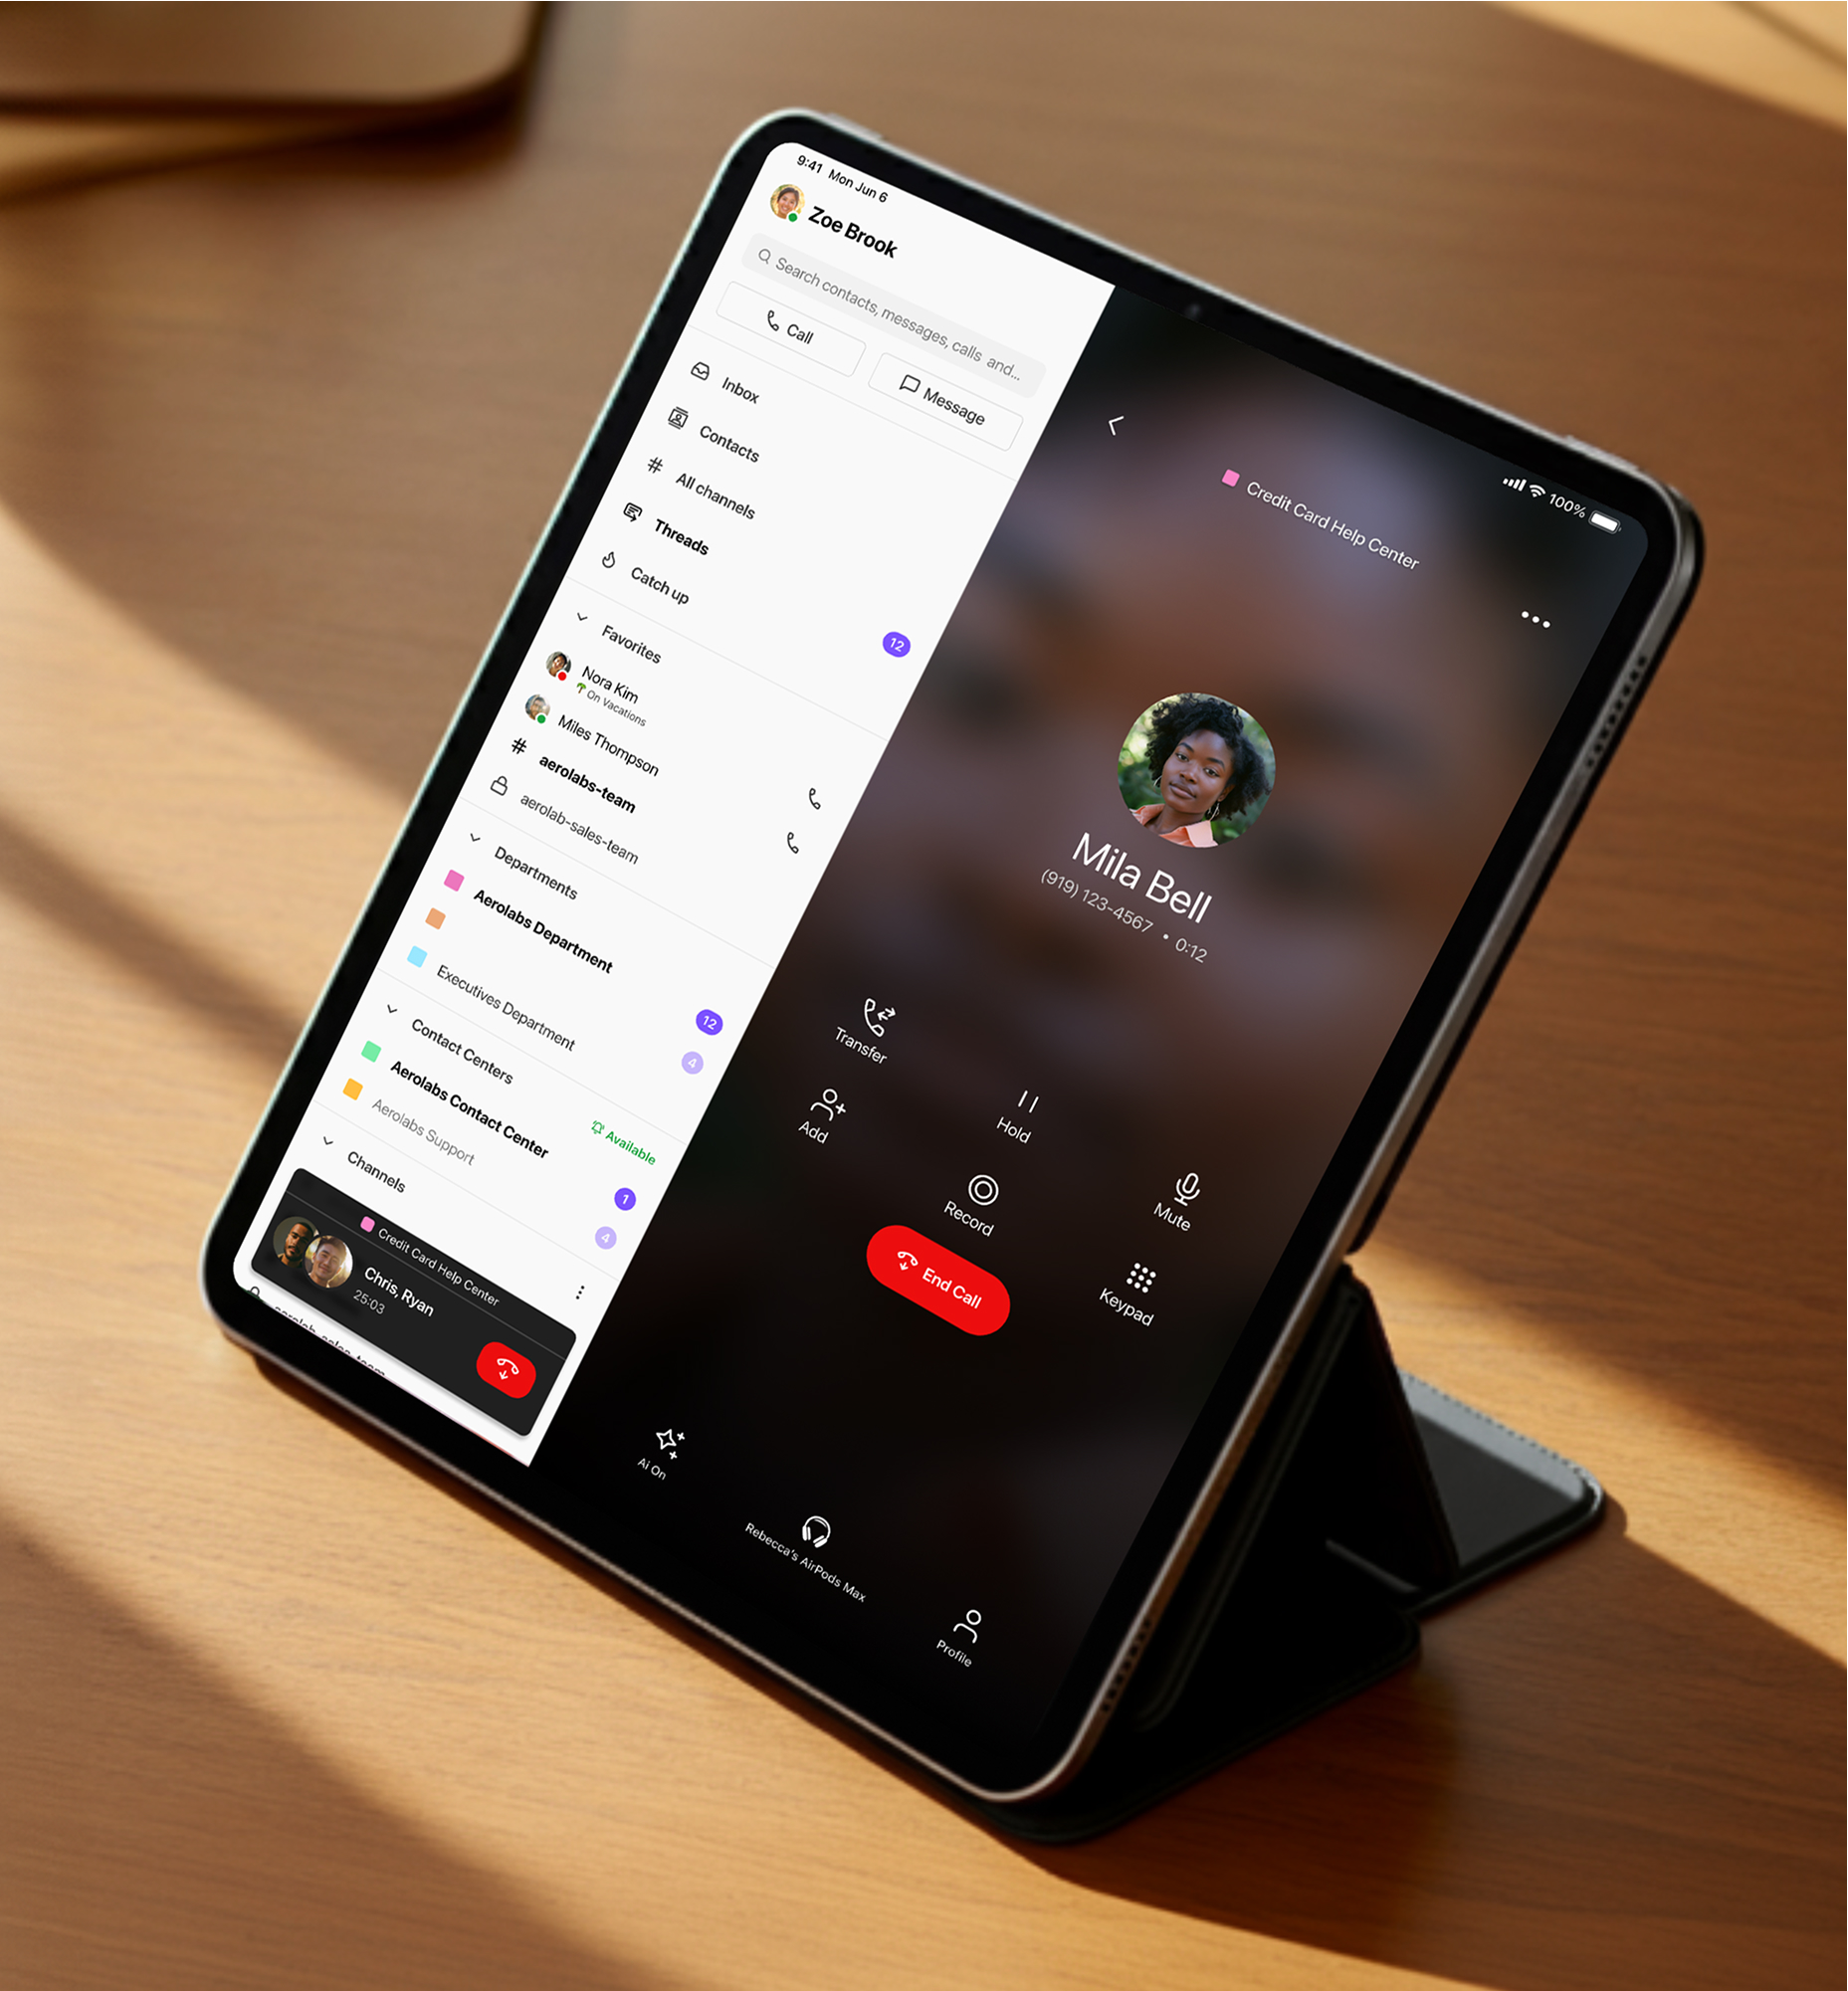 9:41 Mon Jun 6
Zoe Brook
Search contacts, messages, calls and...
Call
Message
Inbox
Contacts
All channels
Threads
Catch up
12
Favorites
Nora Kim
On Vacations
Miles Thompson
# aerolabs-team
aerolab-sales-team
Departments
Aerolabs Department
12
Executives Department
4
Contact Centers
Available
Aerolabs Contact Center
1
Aerolabs Support
4
Channels
Credit Card Help Center
Chris, Ryan
25:03
aerolab-sales-team
100%
Credit Card Help Center
Mila Bell
(919) 123-4567 • 0:12
Transfer
Hold
Mute
Add
Record
Keypad
End Call
Ai On
Rebecca's AirPods Max
Profile